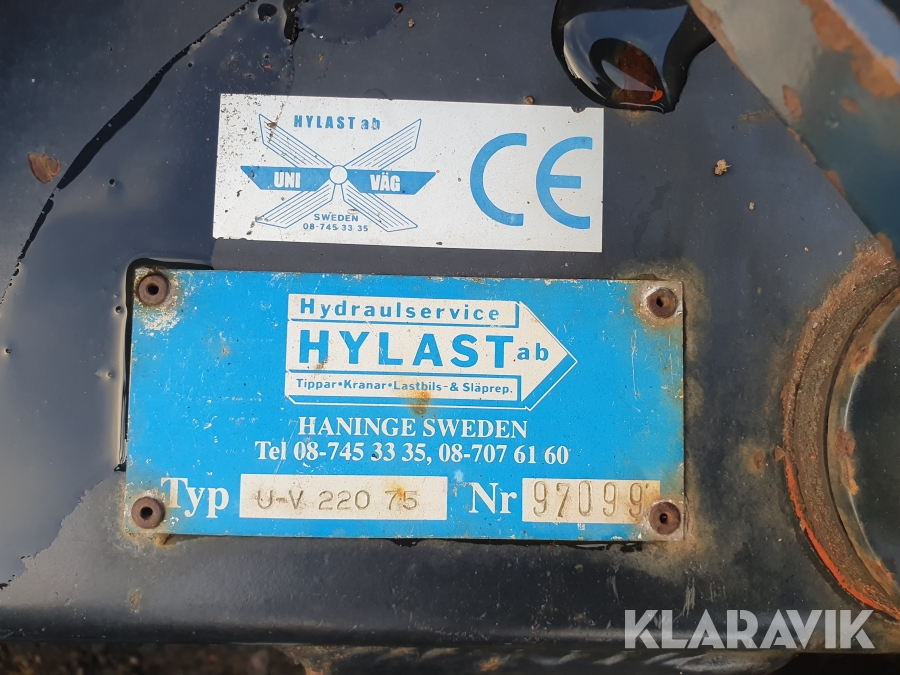 HYLAST ab
UNI VÄG
SWEDEN
08-745 33 35
CE
Hydraulservice
HYLAST ab
Tippar•Kranar•Lastbils-& Släprep.
HANINGE SWEDEN
Tel 08-745 33 35, 08-707 61 60
Typ U-V 220 75 Nr 97099
KLARAVIK